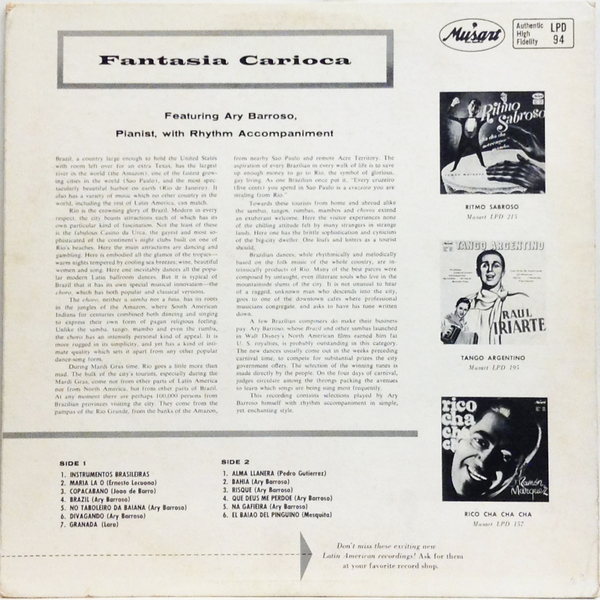 Fantasia Carioca
Musart
Authentic
High
Fidelity
LPD
94
Featuring Ary Barroso,
Pianist, with Rhythm Accompaniment
Brazil, a country large enough to hold the United States
with room left over for an extra Texas, has the largest
river in the world (the Amazon), one of the fastest grow-
ing cities in the world (Sao Paulo), and the most spec-
tacularly beautiful harbor on earth (Rio de Janeiro). It
also has a variety of music which no other country in the
world, including the rest of Latin America, can match.
Rio is the crowning glory of Brazil. Modern in every
respect, the city boasts attractions each of which has its
own particular kind of fascination. Not the least of these
is the fabulous Casino da Urca, the gayest and most so-
phisticated of the continent's night clubs built on one of
Rio's beaches. Here the main attractions are dancing and
gambling. Here is embodied all the glamor of the tropics—
warm nights tempered by cooling sea breezes, wine, beautiful
women and song. Here one inevitably dances all the popu-
lar modern Latin ballroom dances. But it is typical of
Brazil that it has its own special musical innovation—the
choro, which has both popular and classical versions.
The choro, neither a samba nor a baia, has its roots
in the jungles of the Amazon, where South American
Indians for centuries combined both dancing and singing
to express their own form of pagan religious feeling.
Unlike the samba, tango, mambo and even the rumba,
the choro has an intensely personal kind of appeal. It is
more rugged in its simplicity, and yet has a kind of inti-
mate quality which sets it apart from any other popular
dance-song form.
During Mardi Gras time, Rio goes a little more than
mad. The bulk of the city's tourists, especially during the
Mardi Gras, come not from other parts of Latin America
nor from North America, but from other parts of Brazil.
At any moment there are perhaps 100,000 persons from
Brazilian provinces visiting the city. They come from the
pampas of the Rio Grande, from the banks of the Amazon,
from nearby Sao Paulo and remote Acre Territory. The
aspiration of every Brazilian in every walk of life is to save
up enough money to go to Rio, the symbol of glorious,
gay living. As one Brazilian once put it, "Every cruzeiro
(five cents) you spend in Sao Paulo is a cruzeiro you are
stealing from Rio."
Towards these tourists from home and abroad alike
the sambas, tangos, rumbas, mambos and choros extend
an exuberant welcome. Here the visitor experiences none
of the chilling attitude felt by many strangers in strange
lands. Here one has the subtle sophistication and cynicism
of the big-city dweller. One loafs and loiters as a tourist
should.
Brazilian dances, while rhythmically and melodically
based on the folk music of the whole country, are in-
trinsically products of Rio. Many of the best pieces were
composed by untaught, even illiterate souls who live in the
mountainside slums of the city. It is not unusual to hear
of a ragged, unknown man who descends into the city,
goes to one of the downtown cafes where professional
musicians congregate, and asks to have his tune written
down.
A few Brazilian composers do make their business
pay. Ary Barroso, whose Brazil and other sambas launched
in Walt Disney's North American films earned him fat
U. S. royalties, is probably outstanding in this category.
The new dances usually come out in the weeks preceding
carnival time, to compete for substantial prizes the city
government offers. The selection of the winning tunes is
made directly by the people. On the four days of carnival,
judges circulate among the throngs packing the avenues
to learn which songs are being sung most frequently.
This recording contains selections played by Ary
Barroso himself with rhythm accompaniment in simple,
yet enchanting style.
Ritmo
Sabroso
RITMO SABROSO
Musart LPD 215
TANGO ARGENTINO
RAUL
IRIARTE
TANGO ARGENTINO
Musart LPD 195
rico
cha
cha
cha
Ramón
Márquez
RICO CHA CHA CHA
Musart LPD 157
SIDE 1
1. INSTRUMENTOS BRASILEIRAS
2. MARIA LA O (Ernesto Lecuona)
3. COPACABANO (Joao de Barro)
4. BRAZIL (Ary Barroso)
5. NO TABOLEIRO DA BAIANA (Ary Barroso)
6. DIVAGANDO (Ary Barroso)
7. GRANADA (Lara)
SIDE 2
1. ALMA LLANERA (Pedro Gutierrez)
2. BAHIA (Ary Barroso)
3. RISQUE (Ary Barroso)
4. QUE DEUS ME PERDOE (Ary Barroso)
5. NA GAFIEIRA (Ary Barroso)
6. EL BAIAO DEL PINGUINO (Mesquita)
Don't miss these exciting new
Latin American recordings! Ask for them
at your favorite record shop.